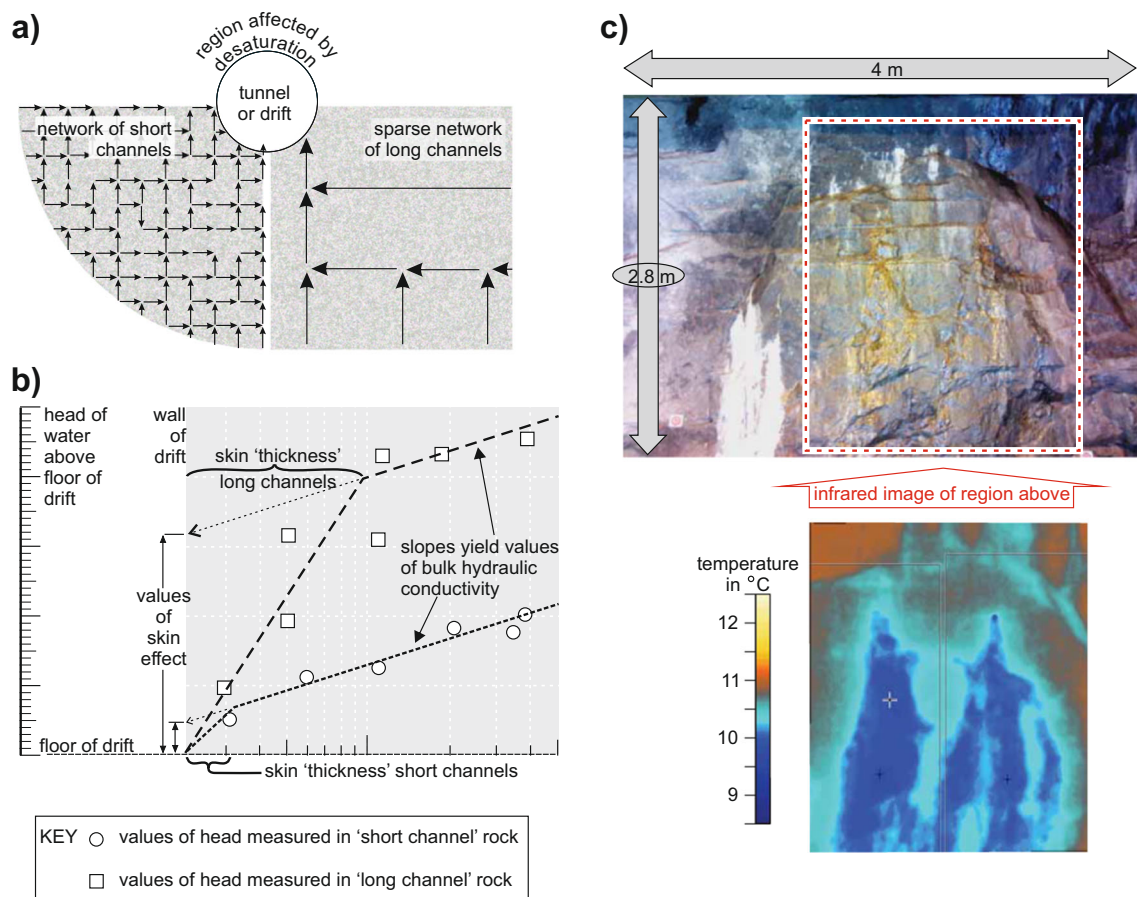 a)
region affected by
desaturation
tunnel
or drift
network of short
channels
sparse network
of long channels
b)
head of
water above
floor of drift
wall
of
drift
skin ‘thickness’
long channels
slopes yield values
of bulk hydraulic
conductivity
values
of
skin
effect
floor of drift
skin ‘thickness’ short channels
KEY
values of head measured in ‘short channel’ rock
values of head measured in ‘long channel’ rock
c)
4 m
2.8 m
infrared image of region above
temperature
in °C
12
11
10
9